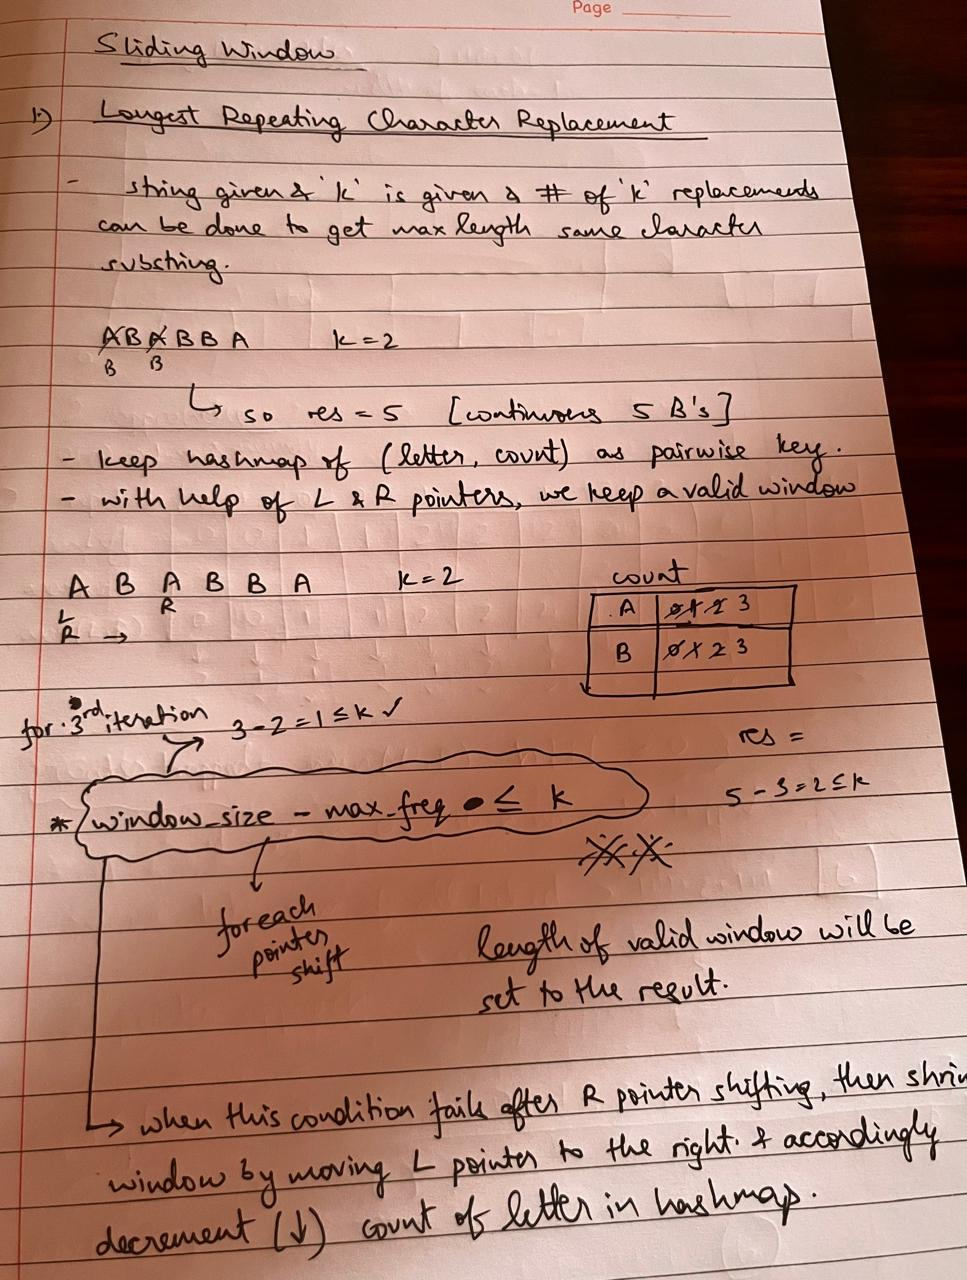 Page
Sliding Window
1) Longest Repeating Character Replacement
- string given & 'k' is given & # of 'k' replacements
can be done to get max length same character
substring.
A B A B B A k = 2
B B
↳ so res = 5 [continuous 5 B's]
- keep hashmap of (letter, count) as pairwise key.
- with help of L & R pointers, we keep a valid window
A B A B B A k = 2
L R
R →
count
A | 0 1 2 3
B | 0 1 2 3
for 3rd iteration 3 - 2 = 1 ≤ k ✓
res =
5 - 3 = 2 ≤ k
* window_size - max_freq ≤ k
for each
pointer
shift
length of valid window will be
set to the result.
→ when this condition fails after R pointer shifting, then shrin
window by moving L pointer to the right. & accordingly
decrement (↓) count of letter in hashmap.